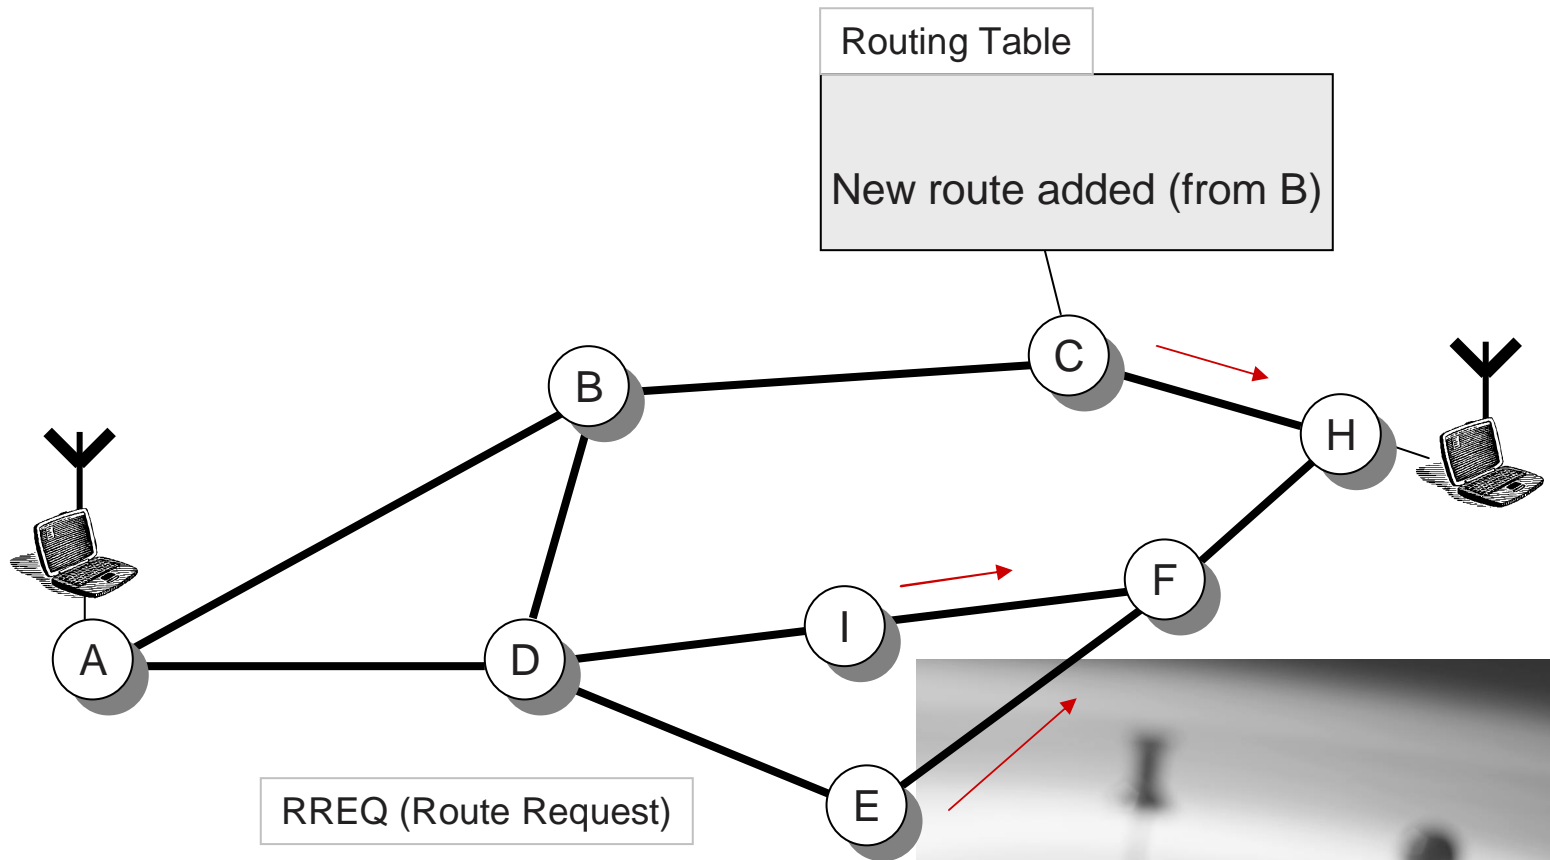 Routing Table
New route added (from B)
C
B
H
F
I
A
D
E
RREQ (Route Request)